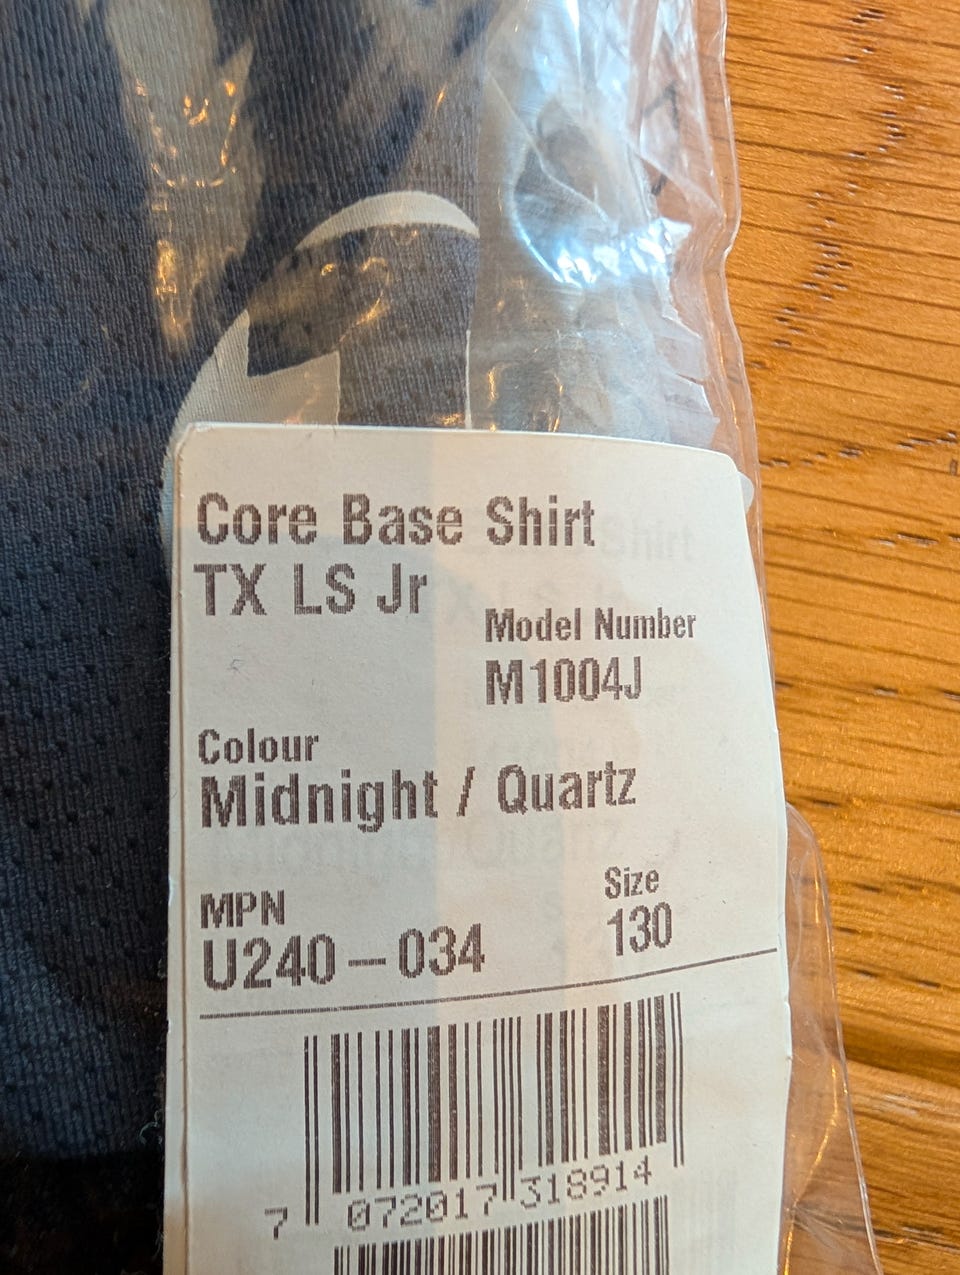 Core Base Shirt
TX LS Jr
Model Number
M1004J
Colour
Midnight / Quartz
MPN
U240-034
Size
130
7 072017 318914